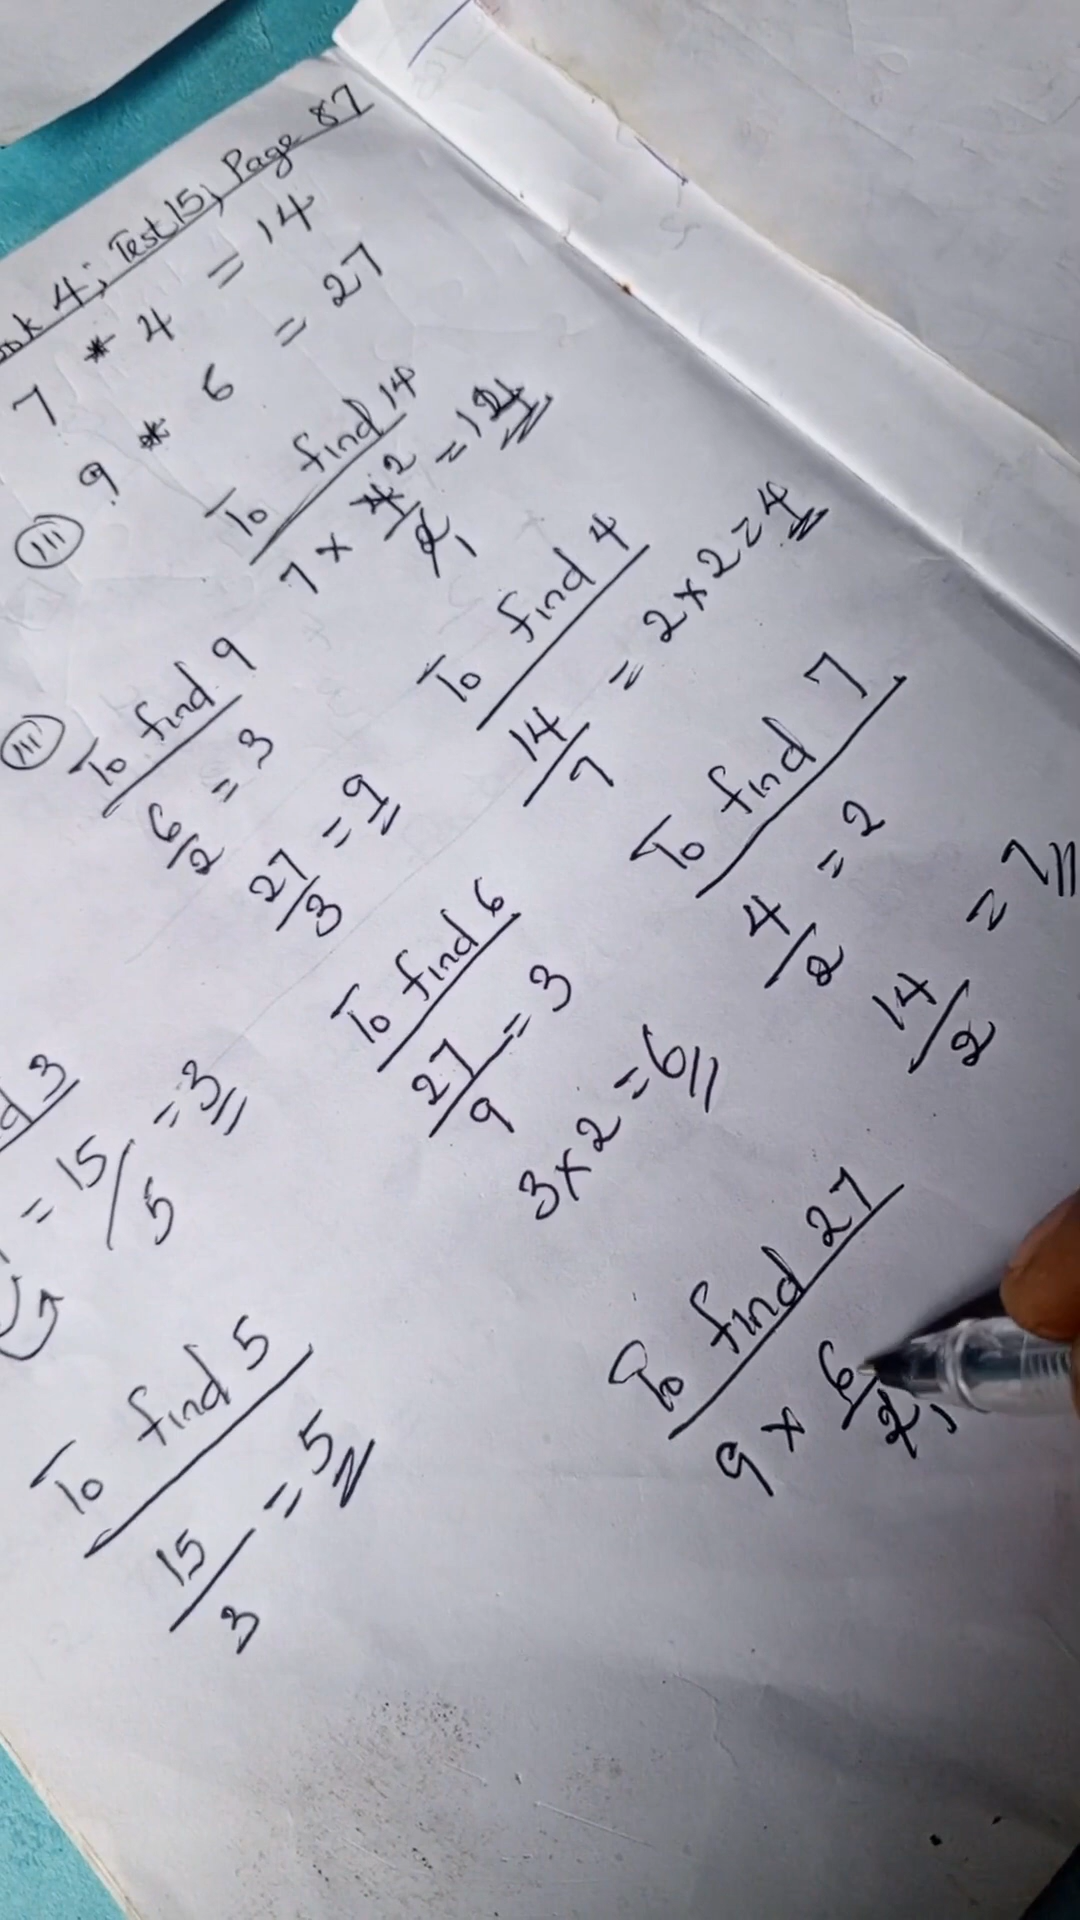 4; Test 15, Page 87
7 * 4 = 14
(III) 9 * 6 = 27
To find 14
7 × 4/2 2 1 = 14
(III) To find 9
6/2 = 3
27/3 = 9
To find 4
14/7 = 2 × 2 = 4
To find 6
27/9 = 3
3 × 2 = 6
To find 7
4/2 = 2
14/2 = 7
3
= 15/5 = 3
To find 5
15/3 = 5
To find 27
9 × 6/2 1